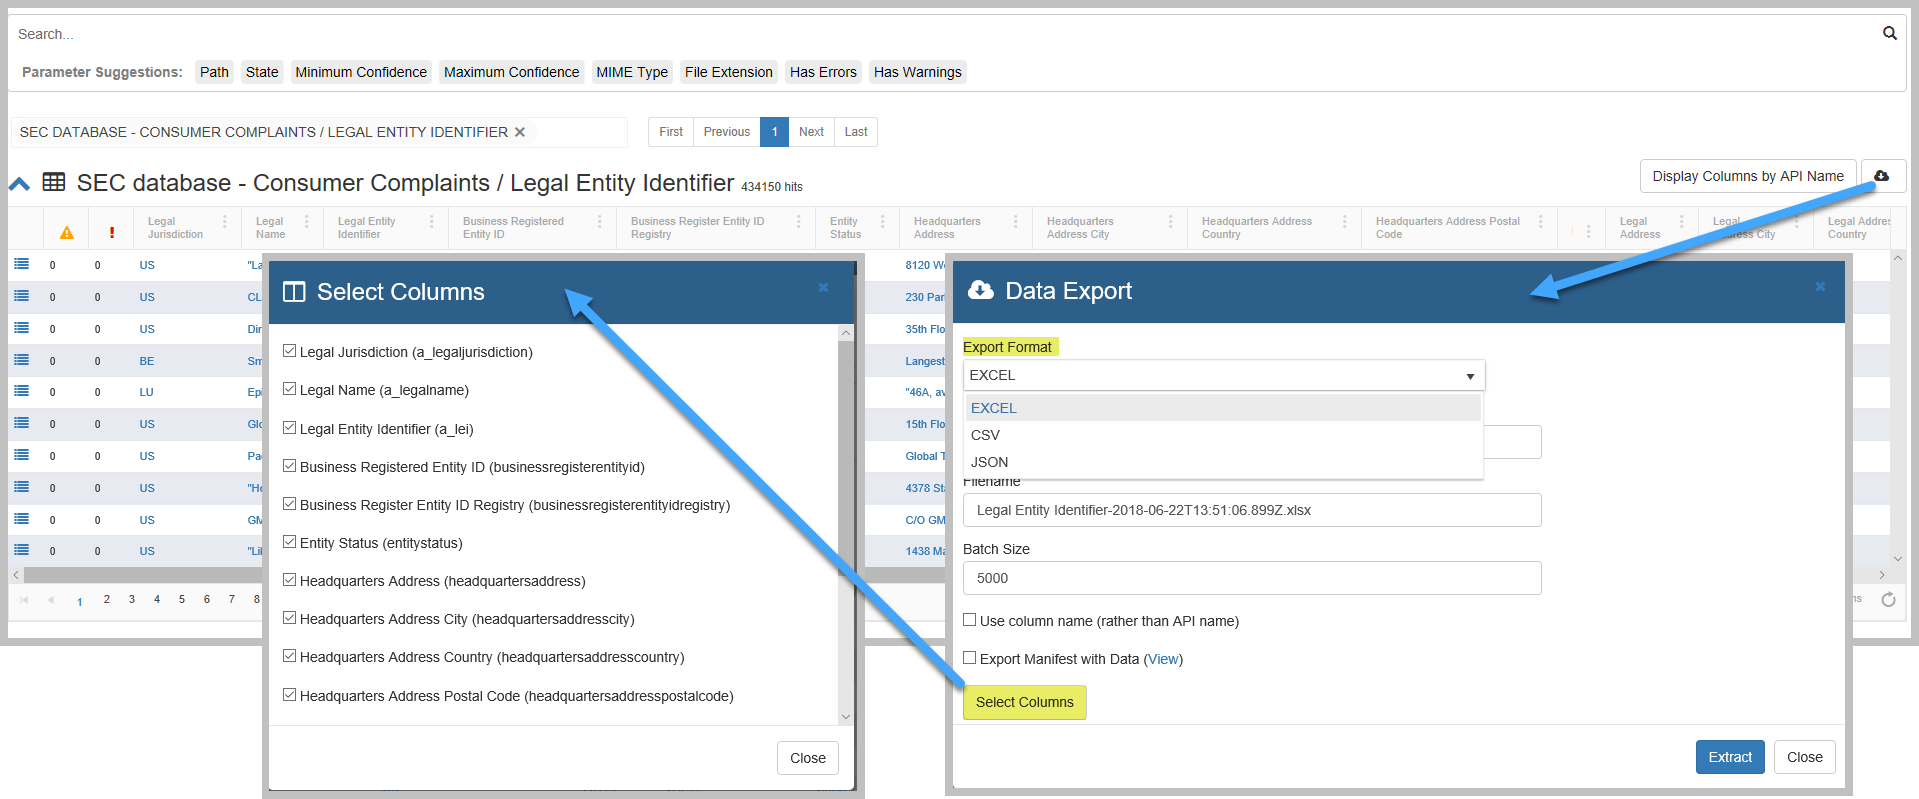 Search...
Parameter Suggestions: Path State Minimum Confidence Maximum Confidence MIME Type File Extension Has Errors Has Warnings
SEC DATABASE - CONSUMER COMPLAINTS / LEGAL ENTITY IDENTIFIER ✕ First Previous 1 Next Last
SEC database - Consumer Complaints / Legal Entity Identifier 434150 hits
Display Columns by API Name
Legal Jurisdiction
Legal Name
Legal Entity Identifier
Business Registered Entity ID
Business Register Entity ID Registry
Entity Status
Headquarters Address
Headquarters Address City
Headquarters Address Country
Headquarters Address Postal Code
Legal Address
City
Legal Country
0 0 US "La 8120 W
0 0 US CL 230 Par
0 0 US Dir 35th Flo
0 0 BE Sm Langest
0 0 LU Epi "46A, av
0 0 US Glo 15th Flo
0 0 US Pa Global T
0 0 US "Ho 4378 Sta
0 0 US GM C/O GM
0 0 US "Lil 1438 Ma
1 2 3 4 5 6 7 8
Select Columns
Legal Jurisdiction (a_legaljurisdiction)
Legal Name (a_legalname)
Legal Entity Identifier (a_lei)
Business Registered Entity ID (businessregisterentityid)
Business Register Entity ID Registry (businessregisterentityidregistry)
Entity Status (entitystatus)
Headquarters Address (headquartersaddress)
Headquarters Address City (headquartersaddresscity)
Headquarters Address Country (headquartersaddresscountry)
Headquarters Address Postal Code (headquartersaddresspostalcode)
Close
Data Export
Export Format
EXCEL
EXCEL
CSV
JSON
Filename
Legal Entity Identifier-2018-06-22T13:51:06.899Z.xlsx
Batch Size
5000
Use column name (rather than API name)
Export Manifest with Data (View)
Select Columns
Extract Close